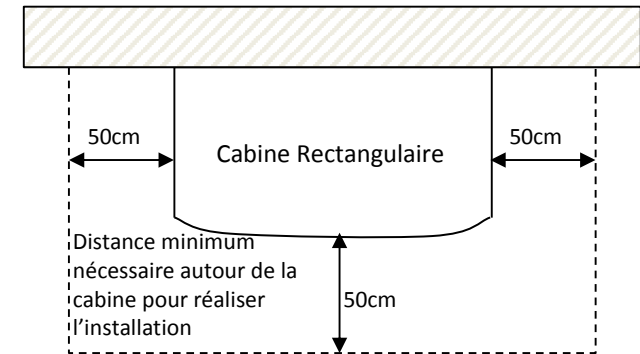 50cm
50cm
Cabine Rectangulaire
Distance minimum
nécessaire autour de la
cabine pour réaliser
l’installation
50cm